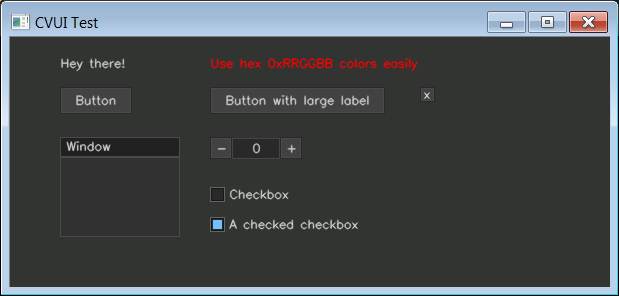 CVUI Test
Hey there!
Use hex 0xRRGGBB colors easily
Button
Button with large label
x
Window
- 0 +
Checkbox
A checked checkbox